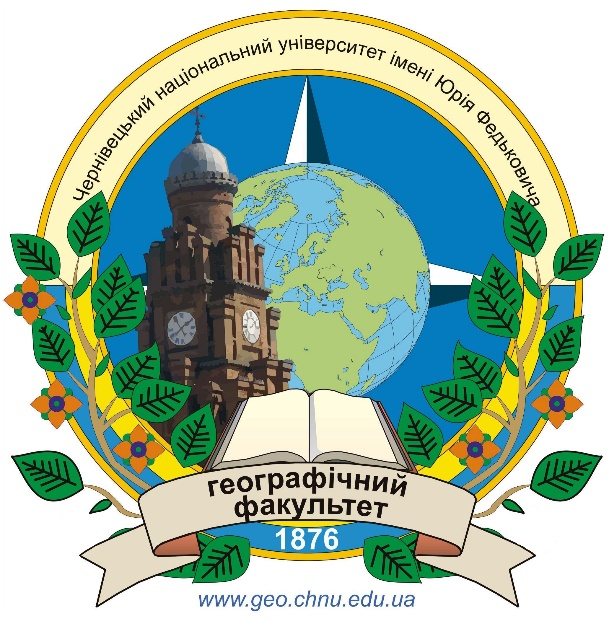 Чернівецький національний університет імені Юрія Федьковича
географічний
факультет
1876
www.geo.chnu.edu.ua